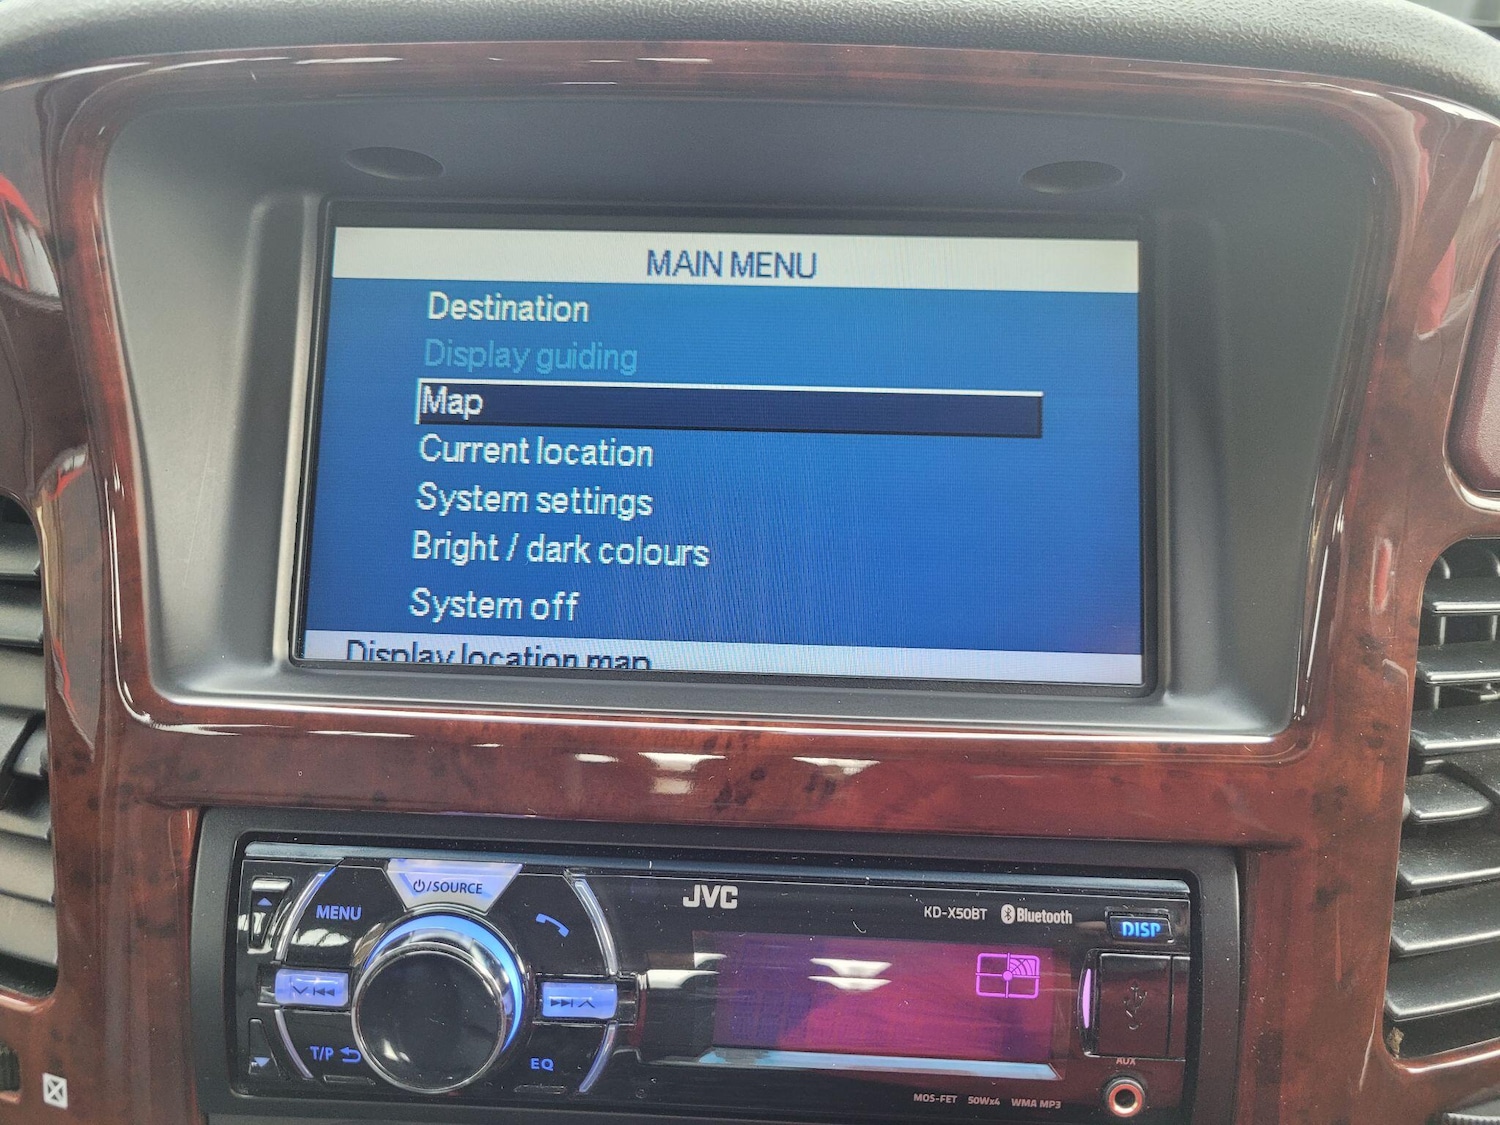 MAIN MENU
Destination
Display guiding
Map
Current location
System settings
Bright / dark colours
System off
Display location map
/SOURCE
MENU
JVC
KD-X50BT Bluetooth
DISP
T/P
EQ
AUX
MOS-FET 50Wx4 WMA MP3